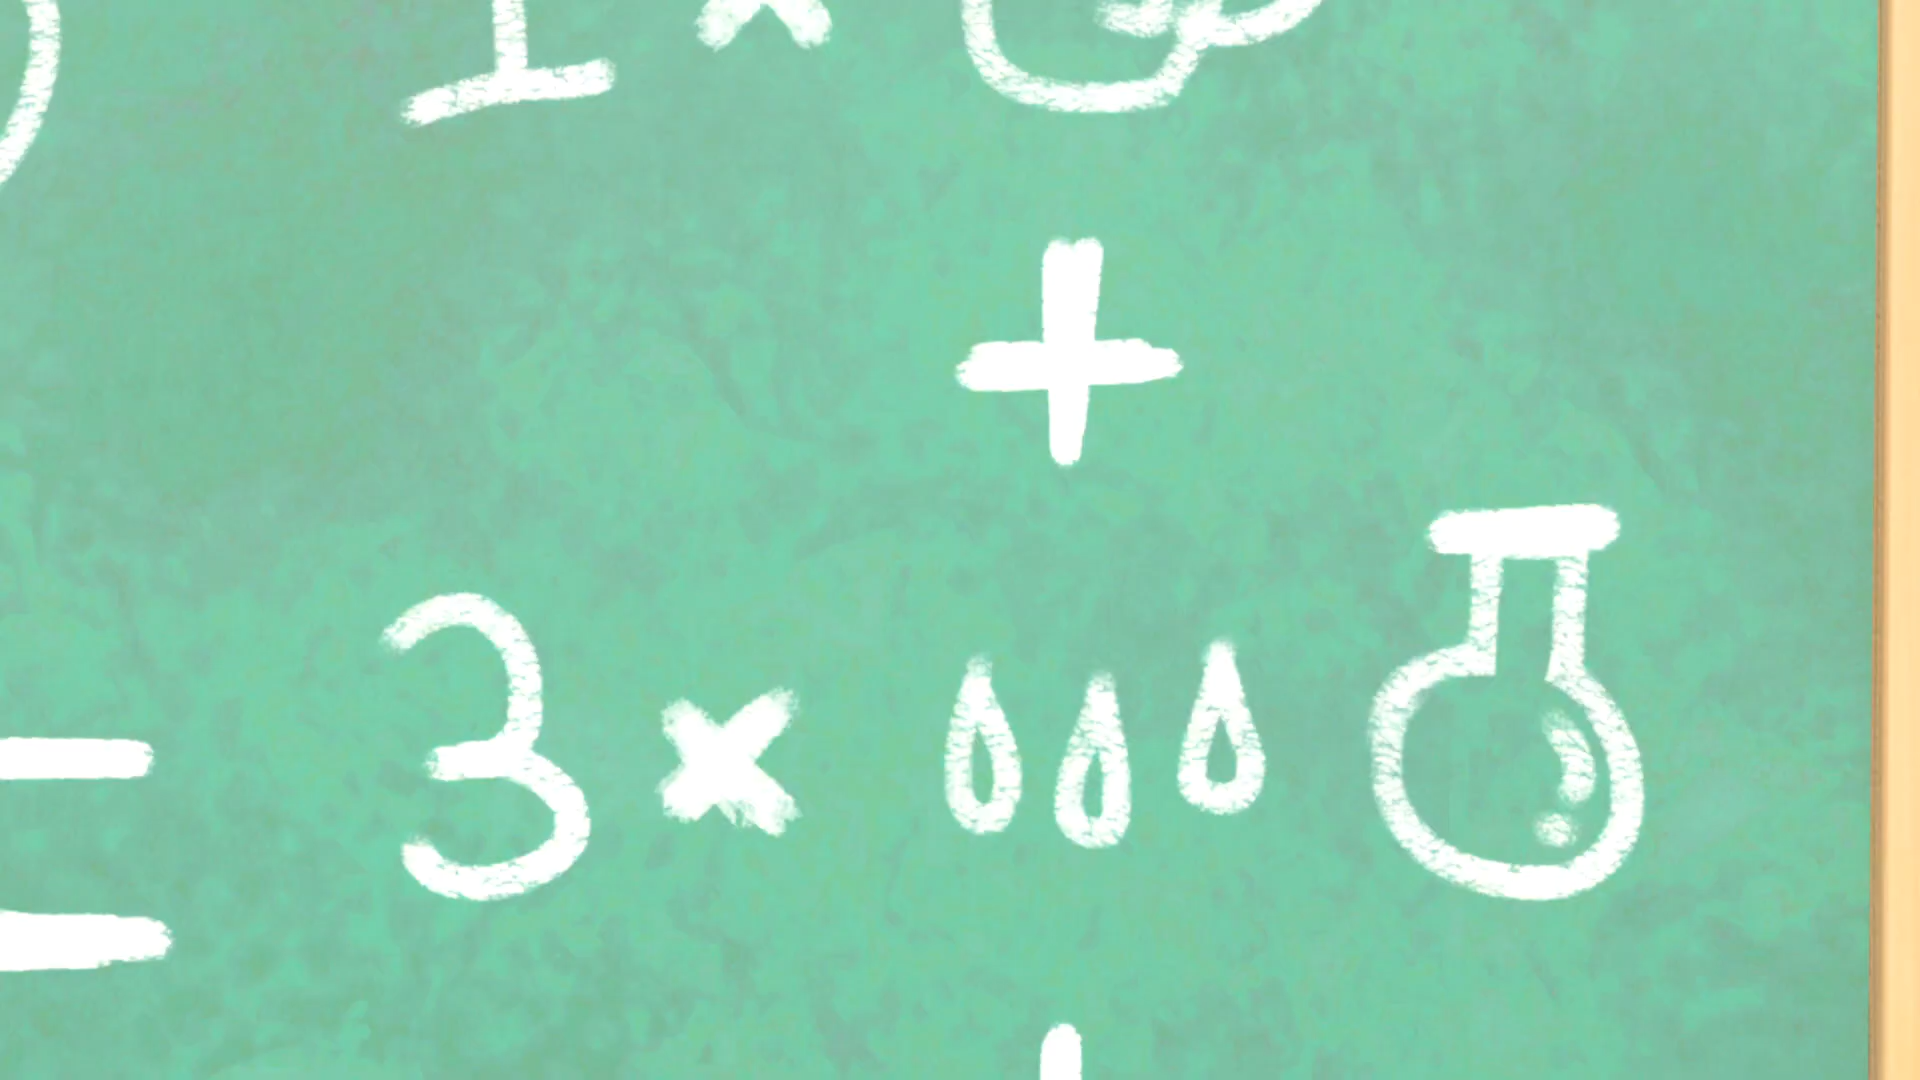 1 ×
+
= 3 ×